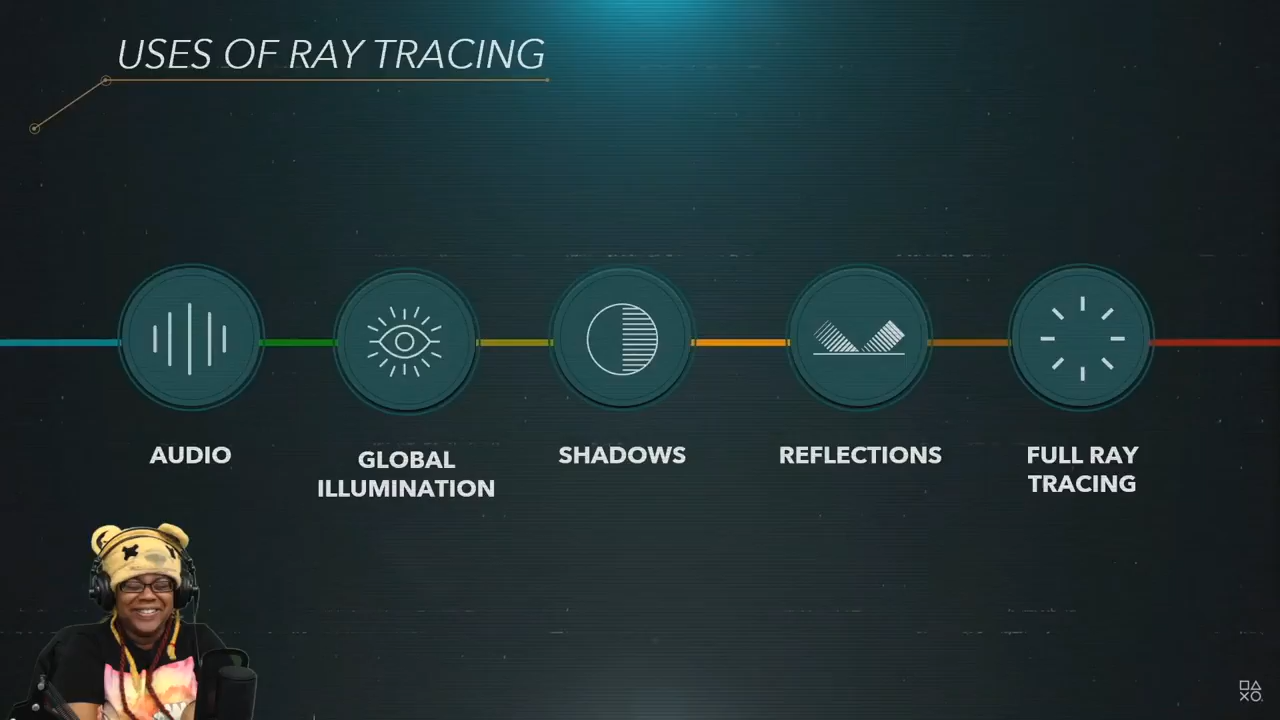 USES OF RAY TRACING
AUDIO
GLOBAL
ILLUMINATION
SHADOWS
REFLECTIONS
FULL RAY
TRACING